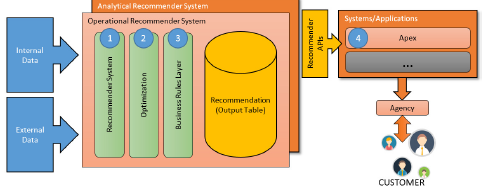 Analytical Recommender System
Operational Recommender System
Internal
Data
External
Data
1
Recommender System
2
Optimization
3
Business Rules Layer
Recommendation
(Output Table)
Recommender
APIs
Systems/Applications
4
Apex
...
Agency
CUSTOMER